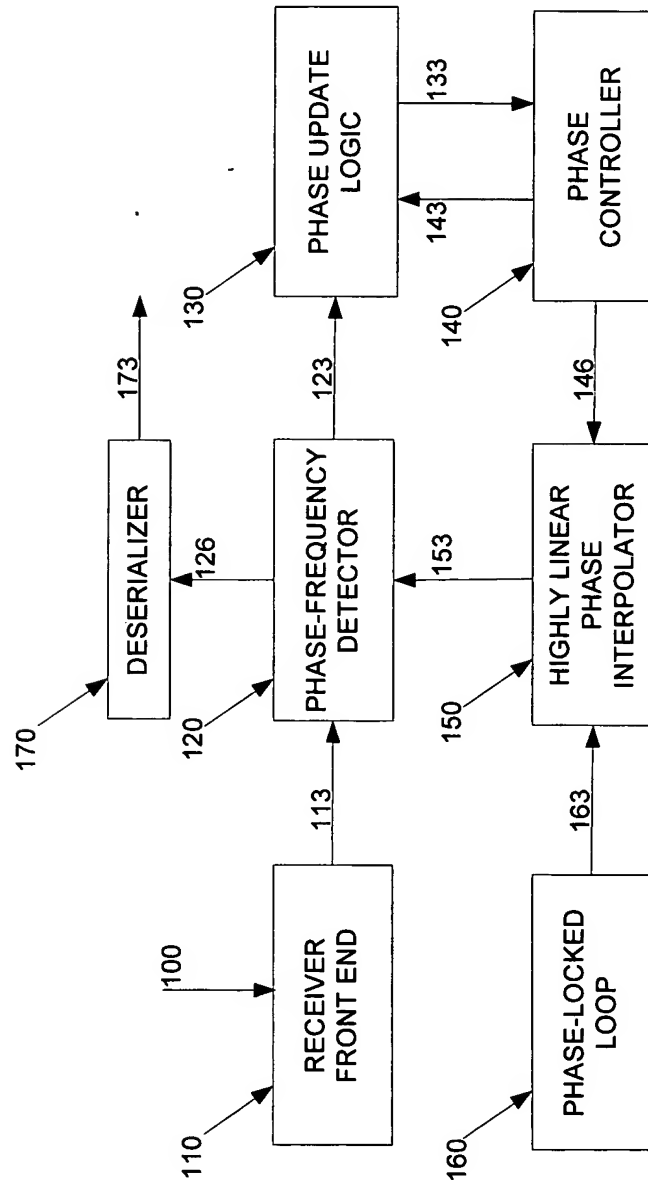 173
170
DESERIALIZER
126
100
110
RECEIVER
FRONT END
113
120
PHASE-FREQUENCY
DETECTOR
123
130
PHASE UPDATE
LOGIC
153
143
133
160
PHASE-LOCKED
LOOP
163
150
HIGHLY LINEAR
PHASE
INTERPOLATOR
146
140
PHASE
CONTROLLER